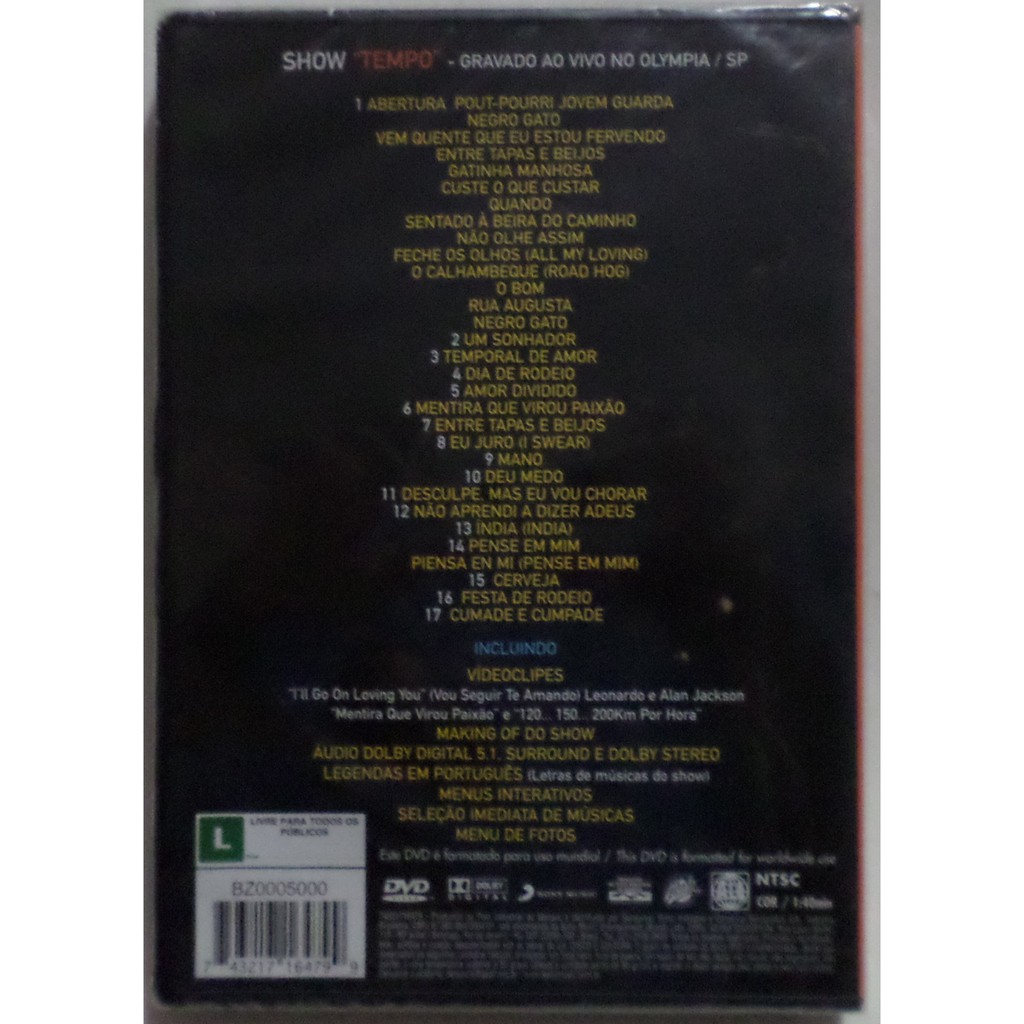 SHOW "TEMPO" - GRAVADO AO VIVO NO OLYMPIA / SP
1 ABERTURA POUT-POURRI JOVEM GUARDA
NEGRO GATO
VEM QUENTE QUE EU ESTOU FERVENDO
ENTRE TAPAS E BEIJOS
GATINHA MANHOSA
CUSTE O QUE CUSTAR
QUANDO
SENTADO À BEIRA DO CAMINHO
NÃO OLHE ASSIM
FECHE OS OLHOS (ALL MY LOVING)
O CALHAMBEQUE (ROAD HOG)
O BOM
RUA AUGUSTA
NEGRO GATO
2 UM SONHADOR
3 TEMPORAL DE AMOR
4 DIA DE RODEIO
5 AMOR DIVIDIDO
6 MENTIRA QUE VIROU PAIXÃO
7 ENTRE TAPAS E BEIJOS
8 EU JURO (I SWEAR)
9 MANO
10 DEU MEDO
11 DESCULPE, MAS EU VOU CHORAR
12 NÃO APRENDI A DIZER ADEUS
13 ÍNDIA (INDIA)
14 PENSE EM MIM
PIENSA EN MI (PENSE EM MIM)
15 CERVEJA
16 FESTA DE RODEIO
17 CUMADE E CUMPADE
INCLUINDO
VÍDEOCLIPES
"I'll Go On Loving You" (Vou Seguir Te Amando) Leonardo e Alan Jackson
"Mentira Que Virou Paixão" e "120... 150... 200Km Por Hora"
MAKING OF DO SHOW
ÁUDIO DOLBY DIGITAL 5.1, SURROUND E DOLBY STEREO
LEGENDAS EM PORTUGUÊS (Letras de músicas do show)
MENUS INTERATIVOS
SELEÇÃO IMEDIATA DE MÚSICAS
MENU DE FOTOS
L LIVRE PARA TODOS OS
PÚBLICOS
Este DVD é formatado para uso mundial / This DVD is formatted for worldwide use
BZ0005000
DVD DOLBY DIGITAL SONY MUSIC NTSC
COR / 1:40min
7 43217 16479 9